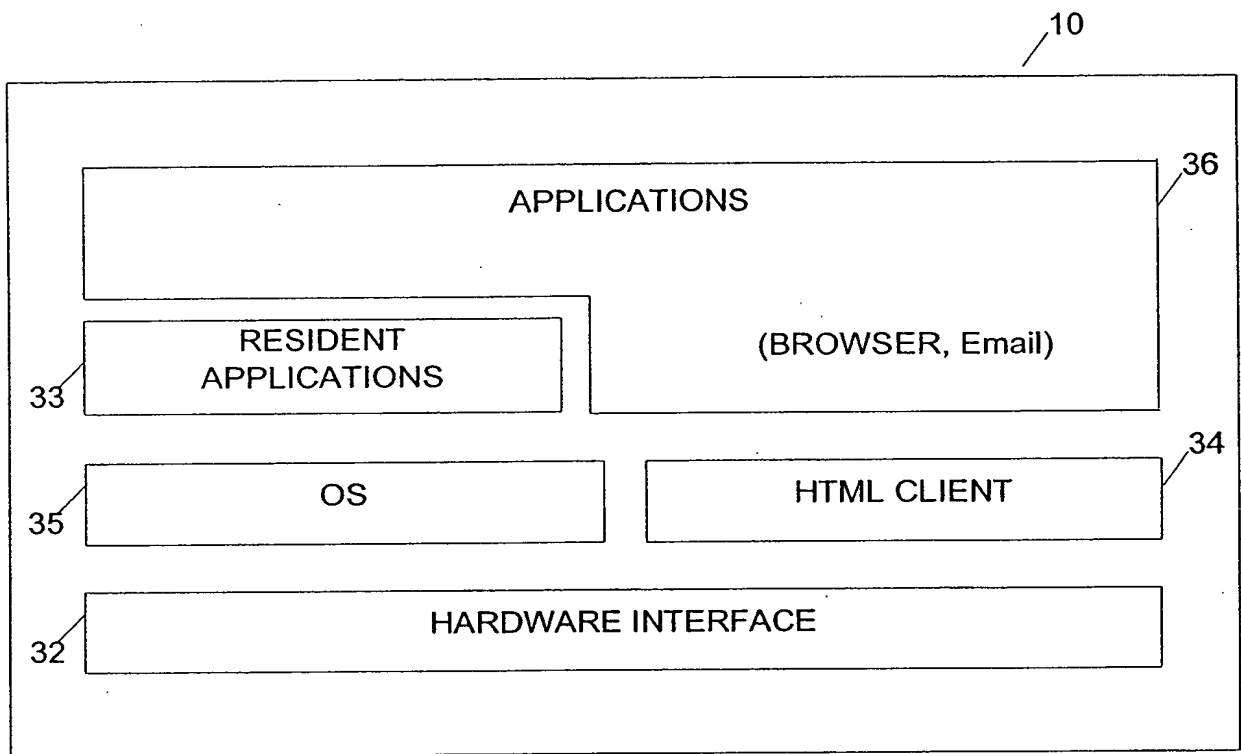 10
APPLICATIONS
36
(BROWSER, Email)
RESIDENT
APPLICATIONS
33
OS
35
HTML CLIENT
34
HARDWARE INTERFACE
32